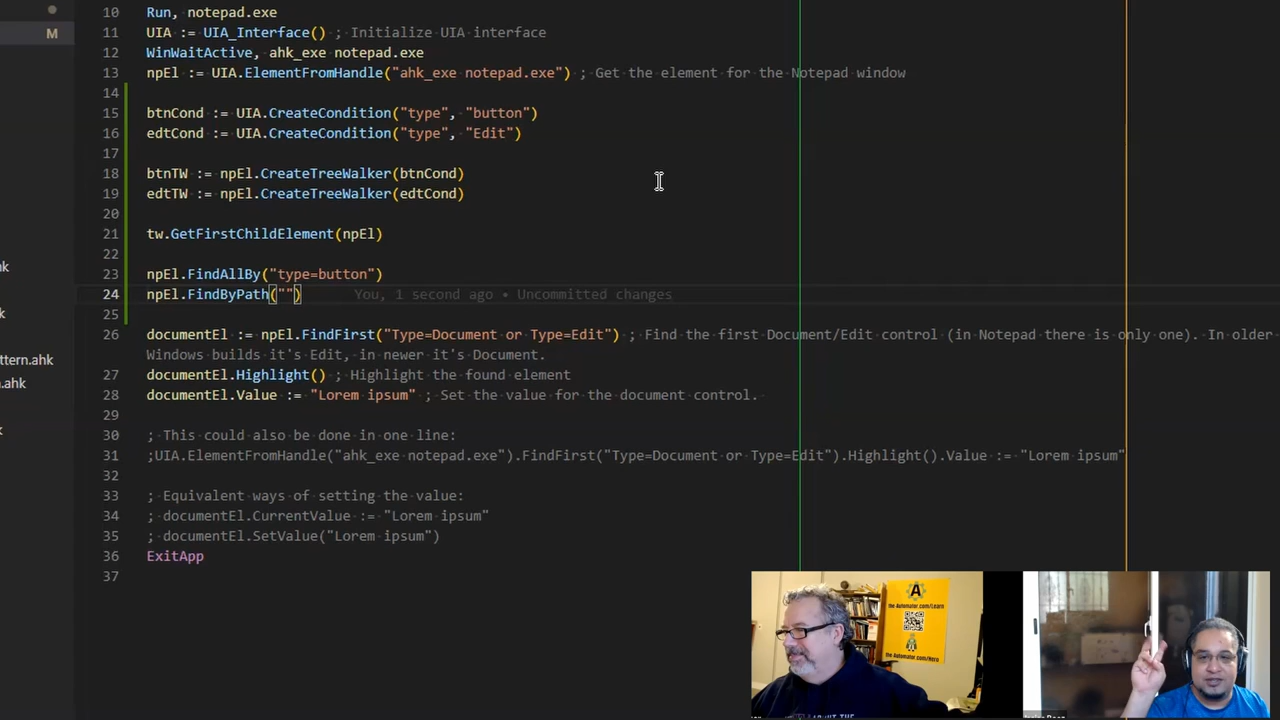 10 Run, notepad.exe
M
11 UIA := UIA_Interface() ; Initialize UIA interface
12 WinWaitActive, ahk_exe notepad.exe
13 npEl := UIA.ElementFromHandle("ahk_exe notepad.exe") ; Get the element for the Notepad window
14
15 btnCond := UIA.CreateCondition("type", "button")
16 edtCond := UIA.CreateCondition("type", "Edit")
17
18 btnTW := npEl.CreateTreeWalker(btnCond)
19 edtTW := npEl.CreateTreeWalker(edtCond)
20
21 tw.GetFirstChildElement(npEl)
22
23 npEl.FindAllBy("type=button")
24 npEl.FindByPath("") You, 1 second ago • Uncommitted changes
25
26 documentEl := npEl.FindFirst("Type=Document or Type=Edit") ; Find the first Document/Edit control (in Notepad there is only one). In older
Windows builds it's Edit, in newer it's Document.
ttern.ahk
27 documentEl.Highlight() ; Highlight the found element
.ahk
28 documentEl.Value := "Lorem ipsum" ; Set the value for the document control.
29
30 ; This could also be done in one line:
31 ;UIA.ElementFromHandle("ahk_exe notepad.exe").FindFirst("Type=Document or Type=Edit").Highlight().Value := "Lorem ipsum"
32
33 ; Equivalent ways of setting the value:
34 ; documentEl.CurrentValue := "Lorem ipsum"
35 ; documentEl.SetValue("Lorem ipsum")
36 ExitApp
37
A
the Automator.com/Learn
the Automator.com/Hero